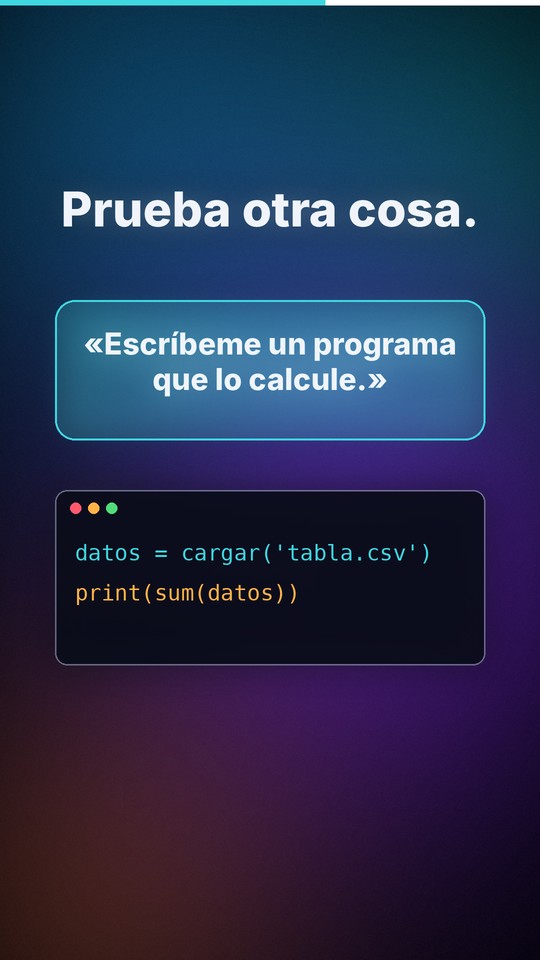 Prueba otra cosa.
«Escríbeme un programa
que lo calcule.»
datos = cargar('tabla.csv')
print(sum(datos))